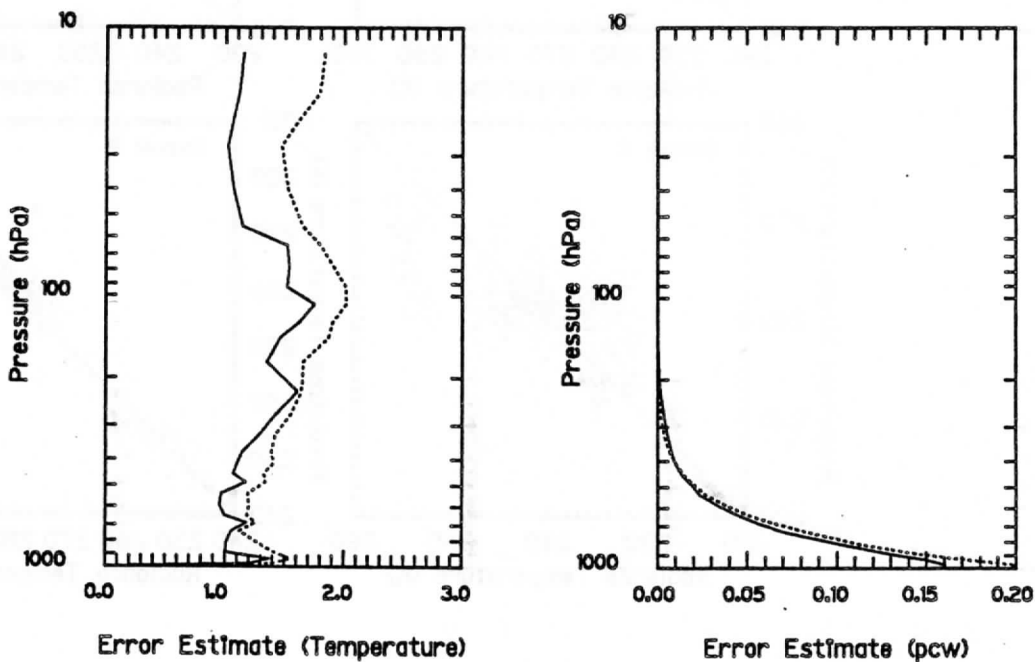 10
100
1000
Pressure (hPa)
0.0 1.0 2.0 3.0
Error Estimate (Temperature)
10
100
1000
Pressure (hPa)
0.00 0.05 0.10 0.15 0.20
Error Estimate (pcw)